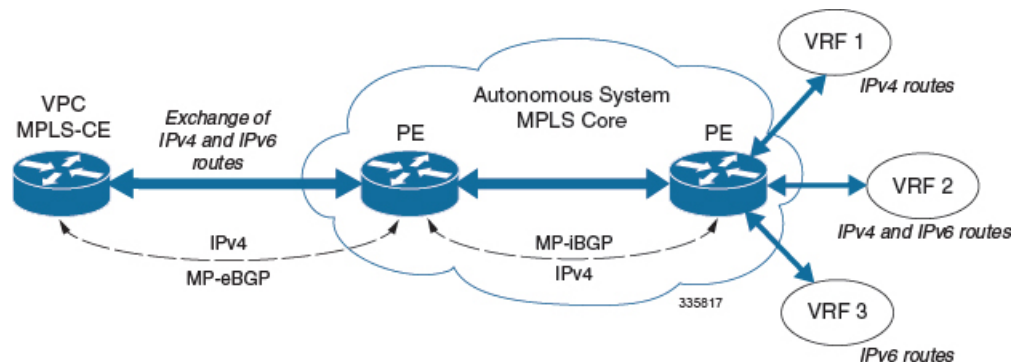 VPC
MPLS-CE
Exchange of
IPv4 and IPv6
routes
PE
Autonomous System
MPLS Core
PE
VRF 1
IPv4 routes
VRF 2
IPv4 and IPv6 routes
VRF 3
IPv6 routes
IPv4
MP-eBGP
MP-iBGP
IPv4
335817